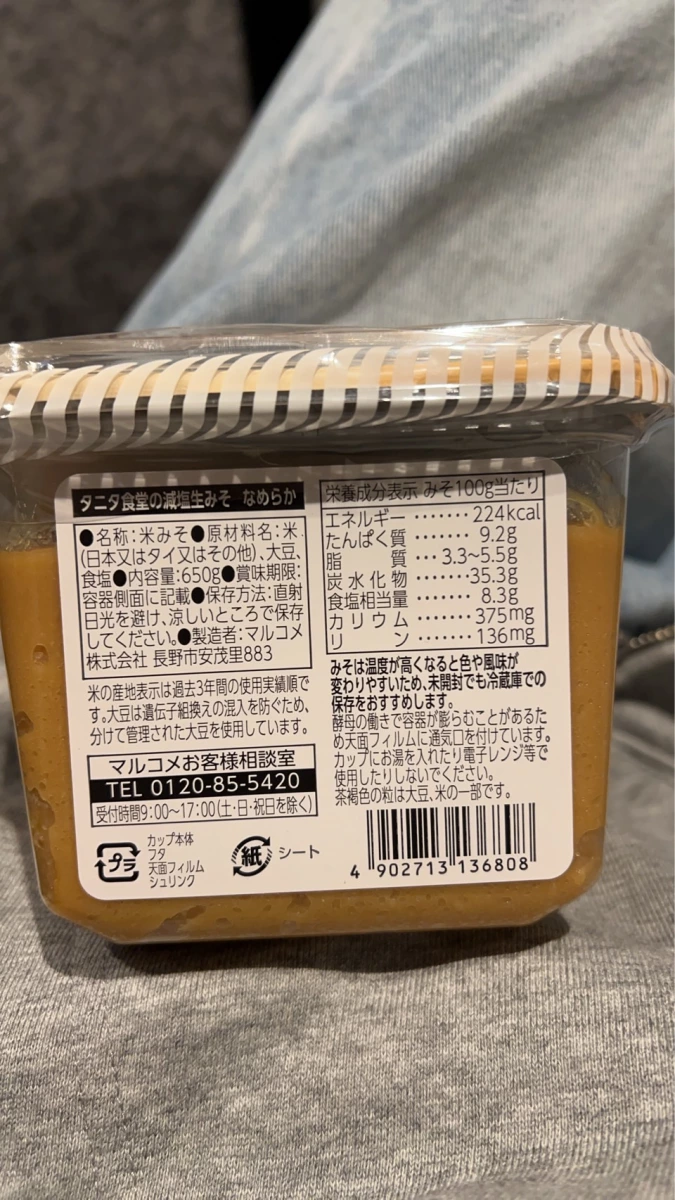 タニタ食堂の減塩生みそ なめらか
●名称:米みそ●原材料名:米
(日本又はタイ又はその他)、大豆、
食塩●内容量:650g●賞味期限:
容器側面に記載●保存方法:直射
日光を避け、涼しいところで保存
してください。●製造者:マルコメ
株式会社 長野市安茂里883
米の産地表示は過去3年間の使用実績順で
す。大豆は遺伝子組換えの混入を防ぐため、
分けて管理された大豆を使用しています。
マルコメお客様相談室
TEL 0120-85-5420
受付時間9:00〜17:00(土・日・祝日を除く)
プラ
カップ本体
フタ
天面フィルム
シュリンク
紙
シート
栄養成分表示 みそ100g当たり
エネルギー ……… 224kcal
たんぱく質 ……… 9.2g
脂 質 … 3.3~5.5g
炭水化物 ……… 35.3g
食塩相当量 ……… 8.3g
カリウム ……… 375mg
リン ……… 136mg
みそは温度が高くなると色や風味が
変わりやすいため、未開封でも冷蔵庫での
保存をおすすめします。
酵母の働きで容器が膨らむことがあるた
め天面フィルムに通気口を付けています。
カップにお湯を入れたり電子レンジ等で
使用したりしないでください。
茶褐色の粒は大豆、米の一部です。
4 902713 136808